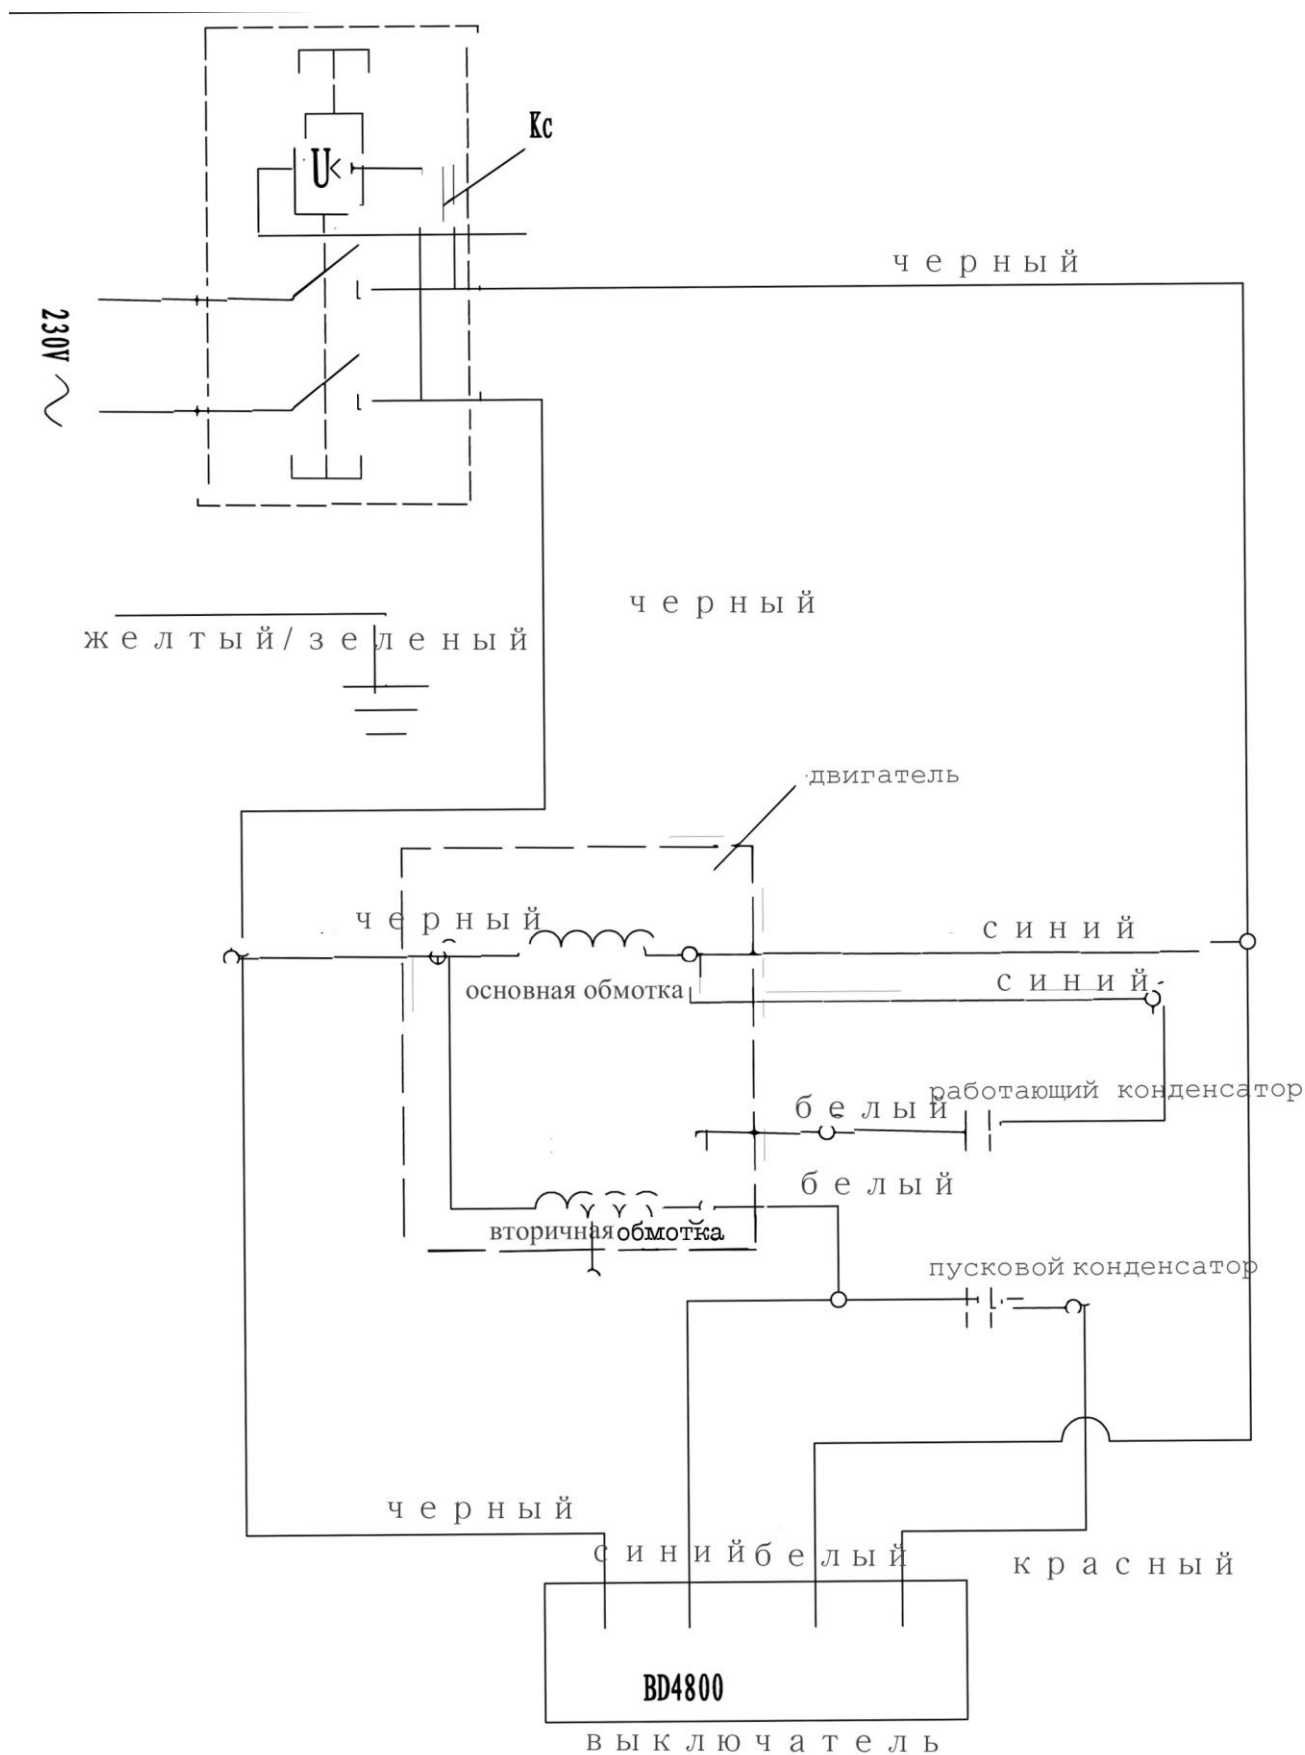 Kc
U<
черный
230V ~
черный
желтый/зеленый
двигатель
черный
синий
синий
основная обмотка
работающий конденсатор
белый
белый
вторичная обмотка
пусковой конденсатор
черный
синий белый
красный
BD4800
выключатель